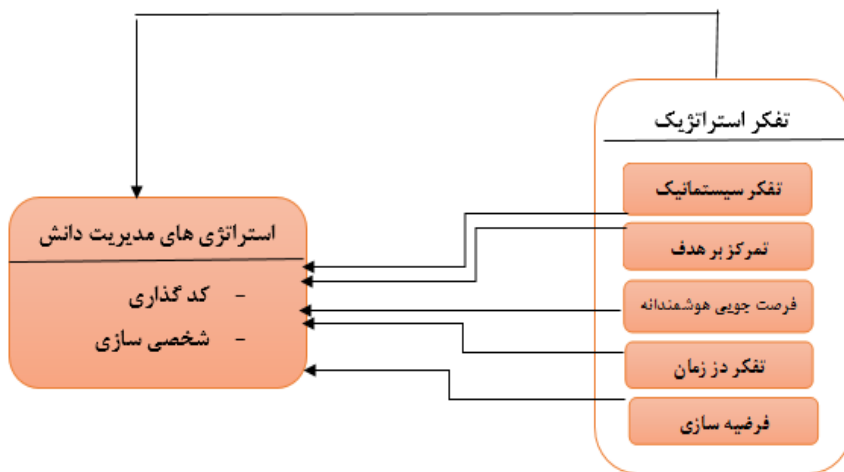 تفکر استراتژیک
تفکر سیستماتیک
تمرکز بر هدف
فرصت جویی هوشمندانه
تفکر دز زمان
فرضیه سازی
استراتژی های مدیریت دانش
- کد گذاری
- شخصی سازی